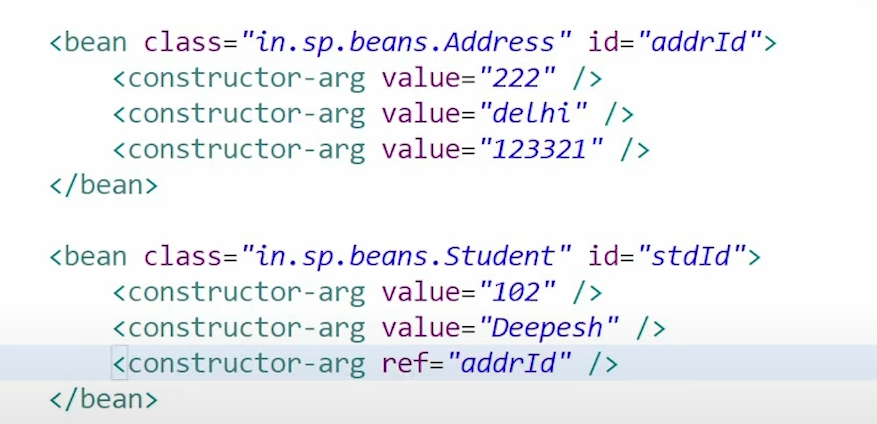 <bean class="in.sp.beans.Address" id="addrId">
<constructor-arg value="222" />
<constructor-arg value="delhi" />
<constructor-arg value="123321" />
</bean>
<bean class="in.sp.beans.Student" id="stdId">
<constructor-arg value="102" />
<constructor-arg value="Deepesh" />
<constructor-arg ref="addrId" />
</bean>